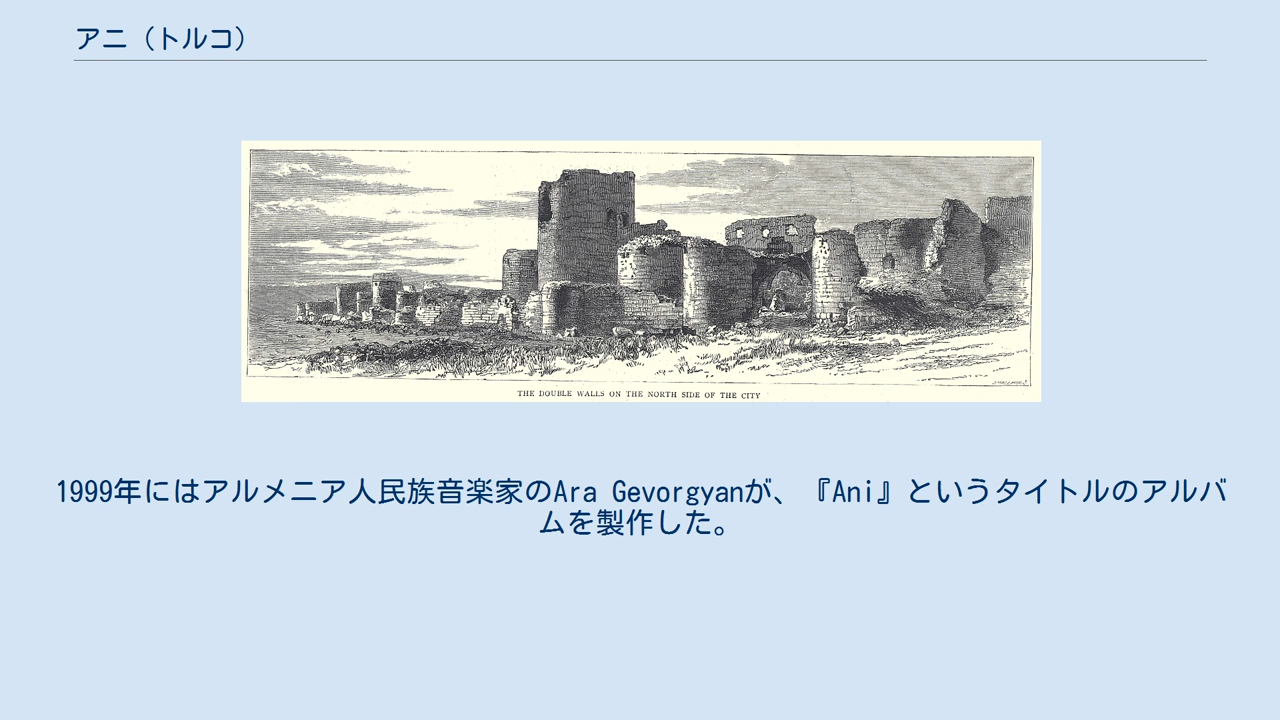 アニ（トルコ）
THE DOUBLE WALLS ON THE NORTH SIDE OF THE CITY
1999年にはアルメニア人民族音楽家のAra Gevorgyanが、『Ani』というタイトルのアルバ
ムを製作した。